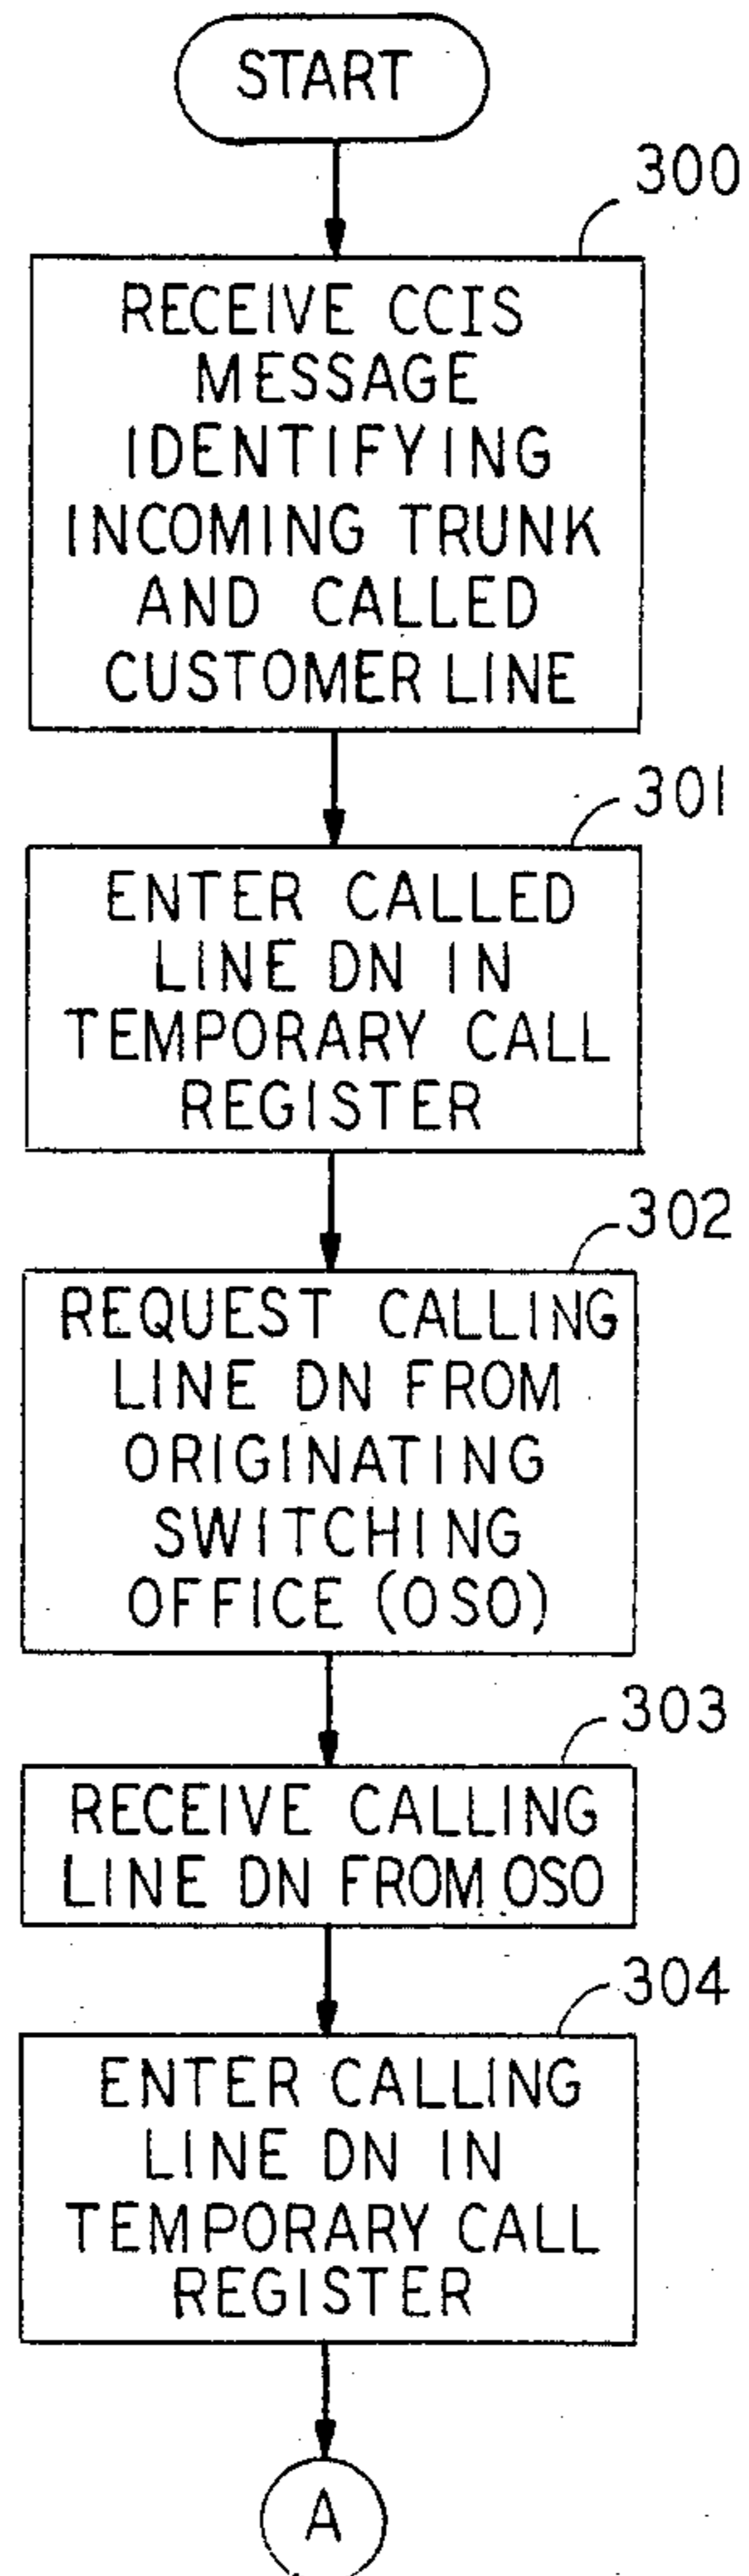 START
300
RECEIVE CCIS
MESSAGE
IDENTIFYING
INCOMING TRUNK
AND CALLED
CUSTOMER LINE
301
ENTER CALLED
LINE DN IN
TEMPORARY CALL
REGISTER
302
REQUEST CALLING
LINE DN FROM
ORIGINATING
SWITCHING
OFFICE (OSO)
303
RECEIVE CALLING
LINE DN FROM OSO
304
ENTER CALLING
LINE DN IN
TEMPORARY CALL
REGISTER
A